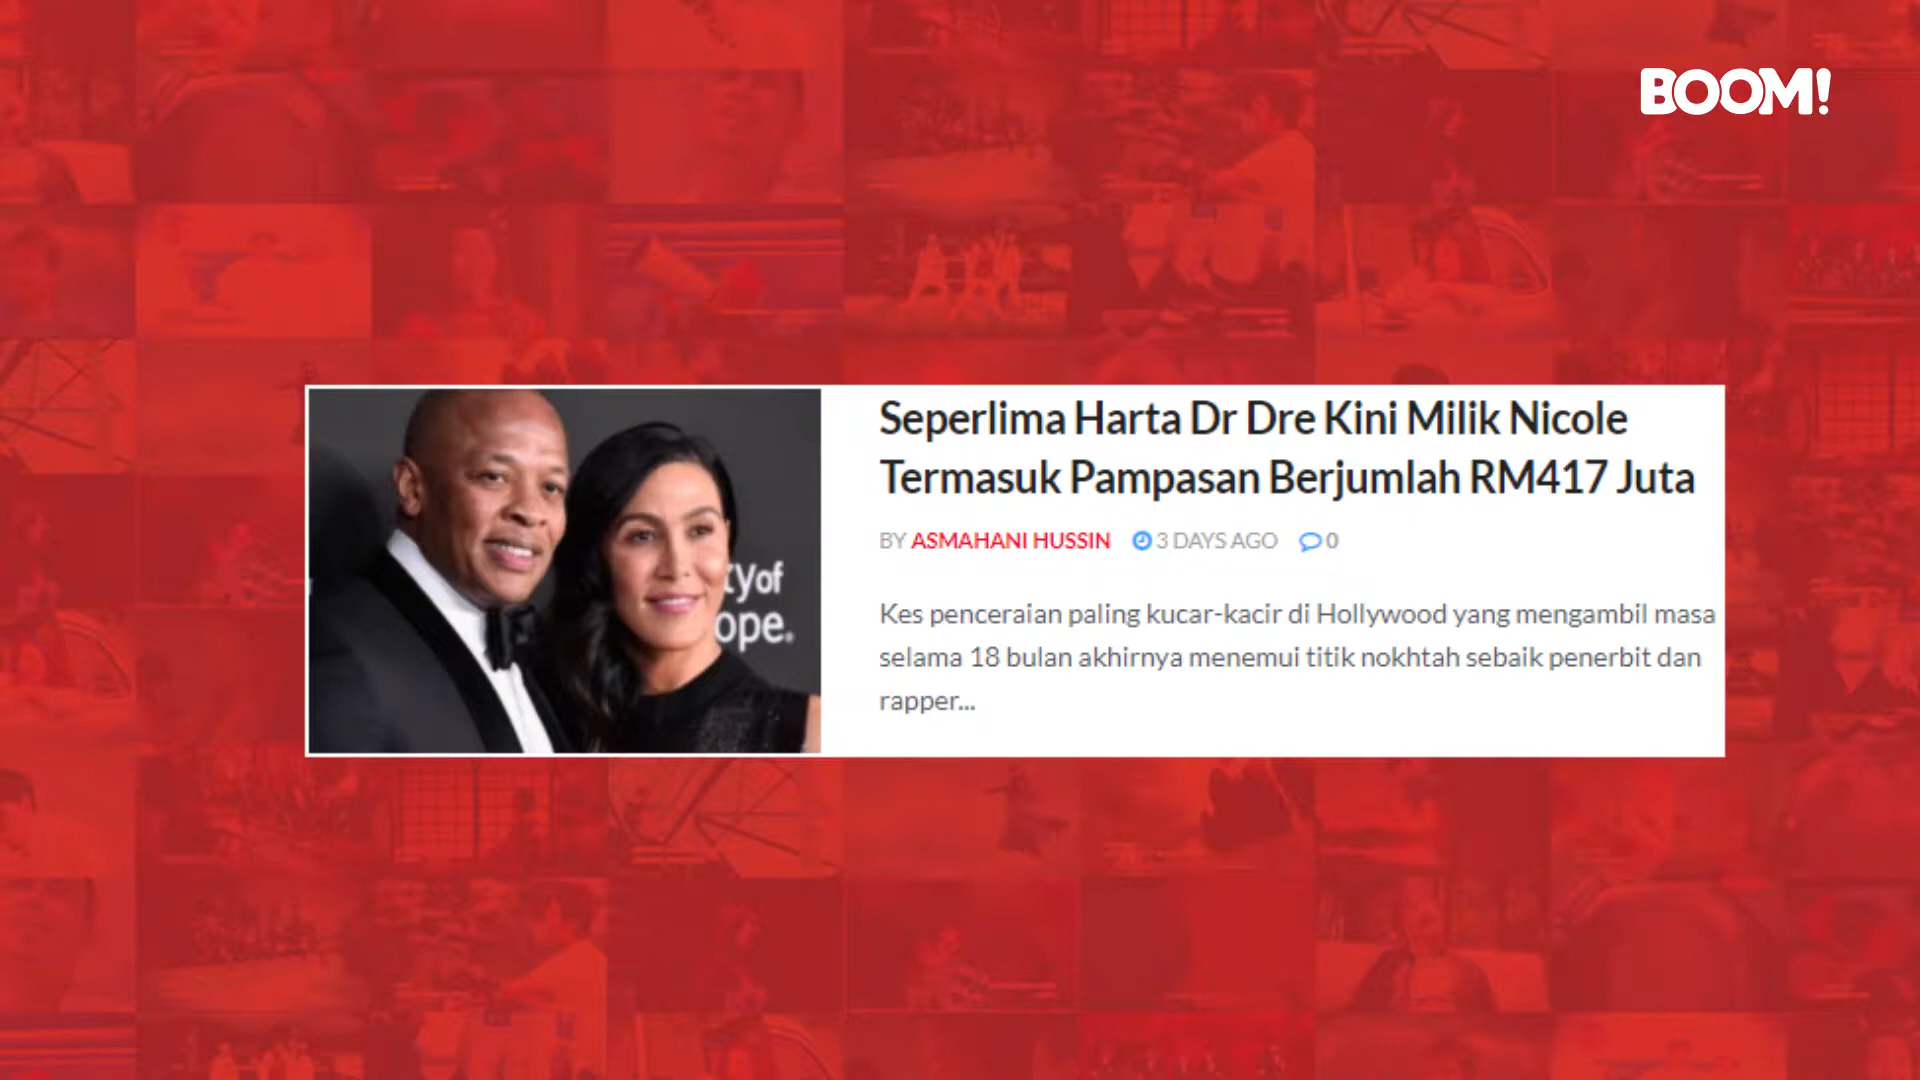 BOOM!
Seperlima Harta Dr Dre Kini Milik Nicole
Termasuk Pampasan Berjumlah RM417 Juta
BY ASMAHANI HUSSIN 3 DAYS AGO 0
Kes penceraian paling kucar-kacir di Hollywood yang mengambil masa
selama 18 bulan akhirnya menemui titik nokhtah sebaik penerbit dan
rapper...
tyof
ope.